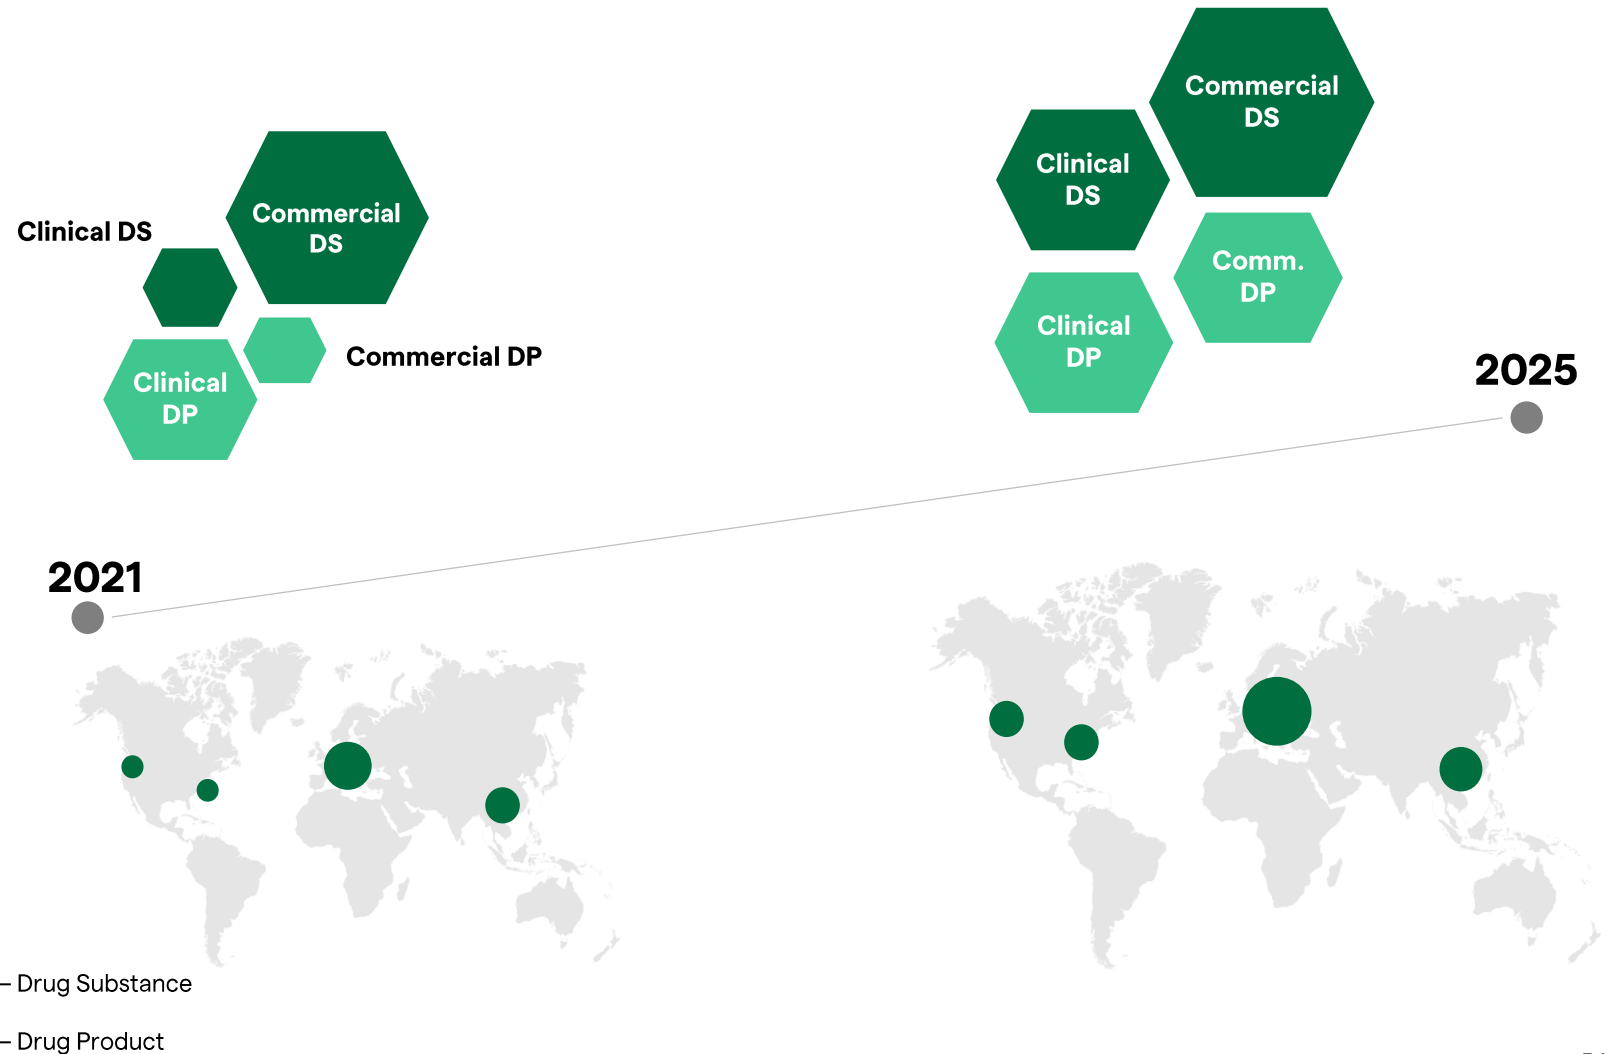 Commercial
DS
Clinical DS
Commercial DP
Clinical
DP
Commercial
DS
Clinical
DS
Comm.
DP
Clinical
DP
2025
2021
– Drug Substance
– Drug Product